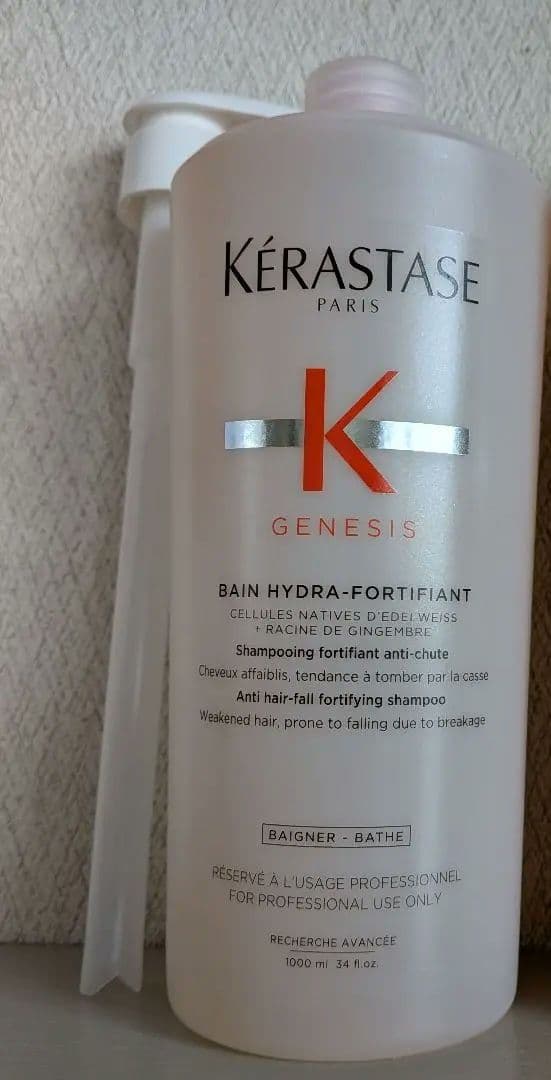 KÉRASTASE
PARIS
K
GENESIS
BAIN HYDRA-FORTIFIANT
CELLULES NATIVES D'EDELWEISS
+ RACINE DE GINGEMBRE
Shampooing fortifiant anti-chute
Cheveux affaiblis, tendance à tomber par la casse
Anti hair-fall fortifying shampoo
Weakened hair, prone to falling due to breakage
BAIGNER - BATHE
RÉSERVÉ À L'USAGE PROFESSIONNEL
FOR PROFESSIONAL USE ONLY
RECHERCHE AVANCÉE
1000 ml 34 fl.oz.